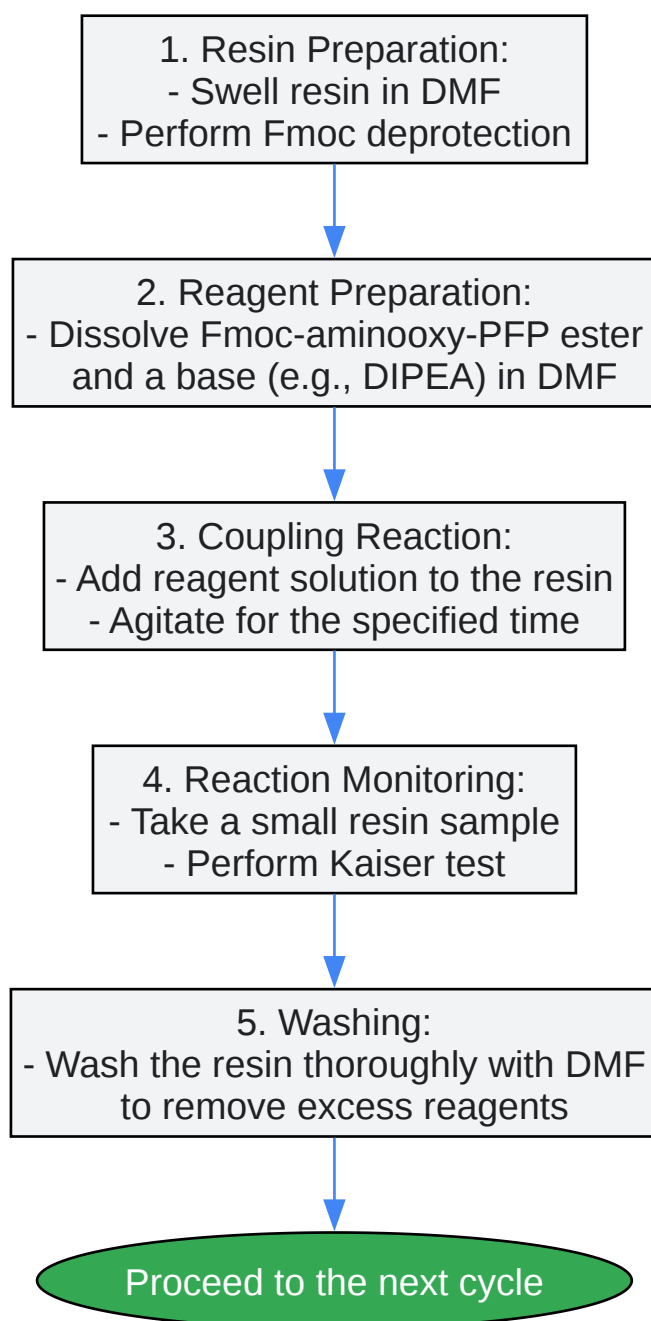 1. Resin Preparation:
- Swell resin in DMF
- Perform Fmoc deprotection
2. Reagent Preparation:
- Dissolve Fmoc-aminooxy-PFP ester
and a base (e.g., DIPEA) in DMF
3. Coupling Reaction:
- Add reagent solution to the resin
- Agitate for the specified time
4. Reaction Monitoring:
- Take a small resin sample
- Perform Kaiser test
5. Washing:
- Wash the resin thoroughly with DMF
to remove excess reagents
Proceed to the next cycle